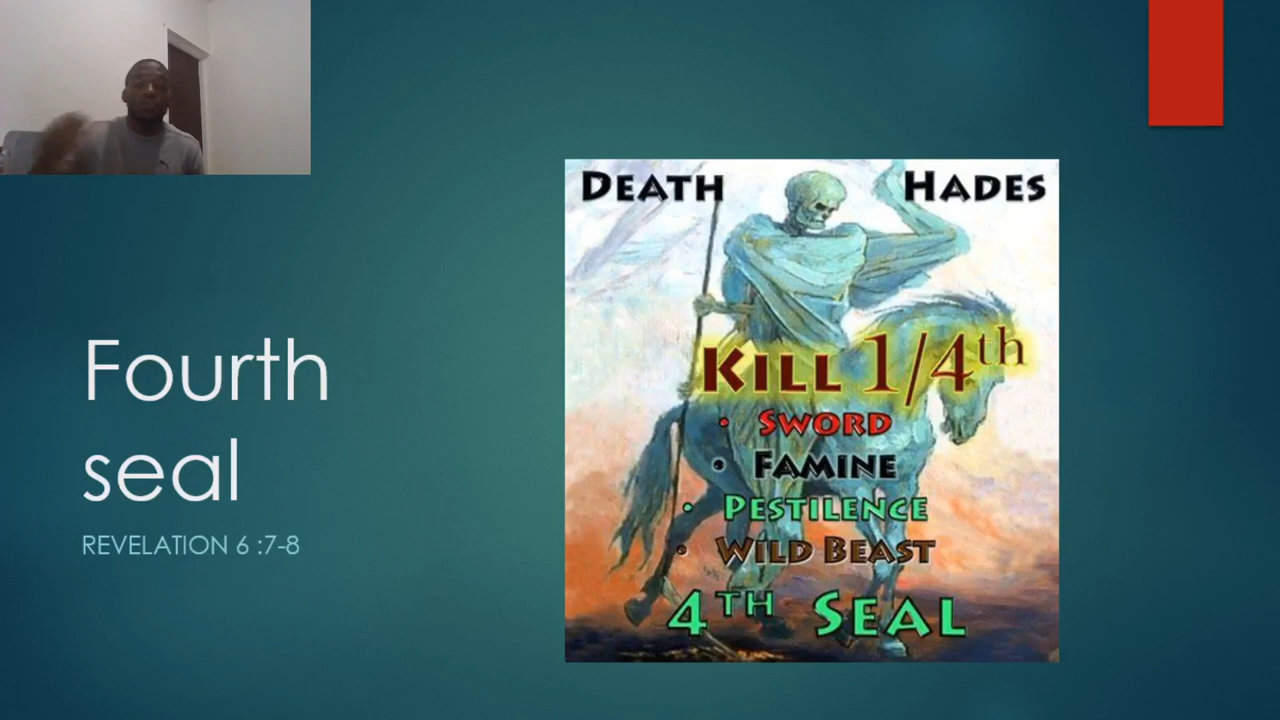 Fourth
seal
REVELATION 6 :7-8
DEATH HADES
KILL 1/4th
• SWORD
• FAMINE
• PESTILENCE
• WILD BEAST
4TH SEAL